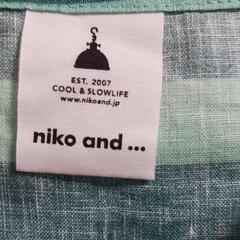 EST. 2007
COOL & SLOWLIFE
www.nikoand.jp
niko and ...